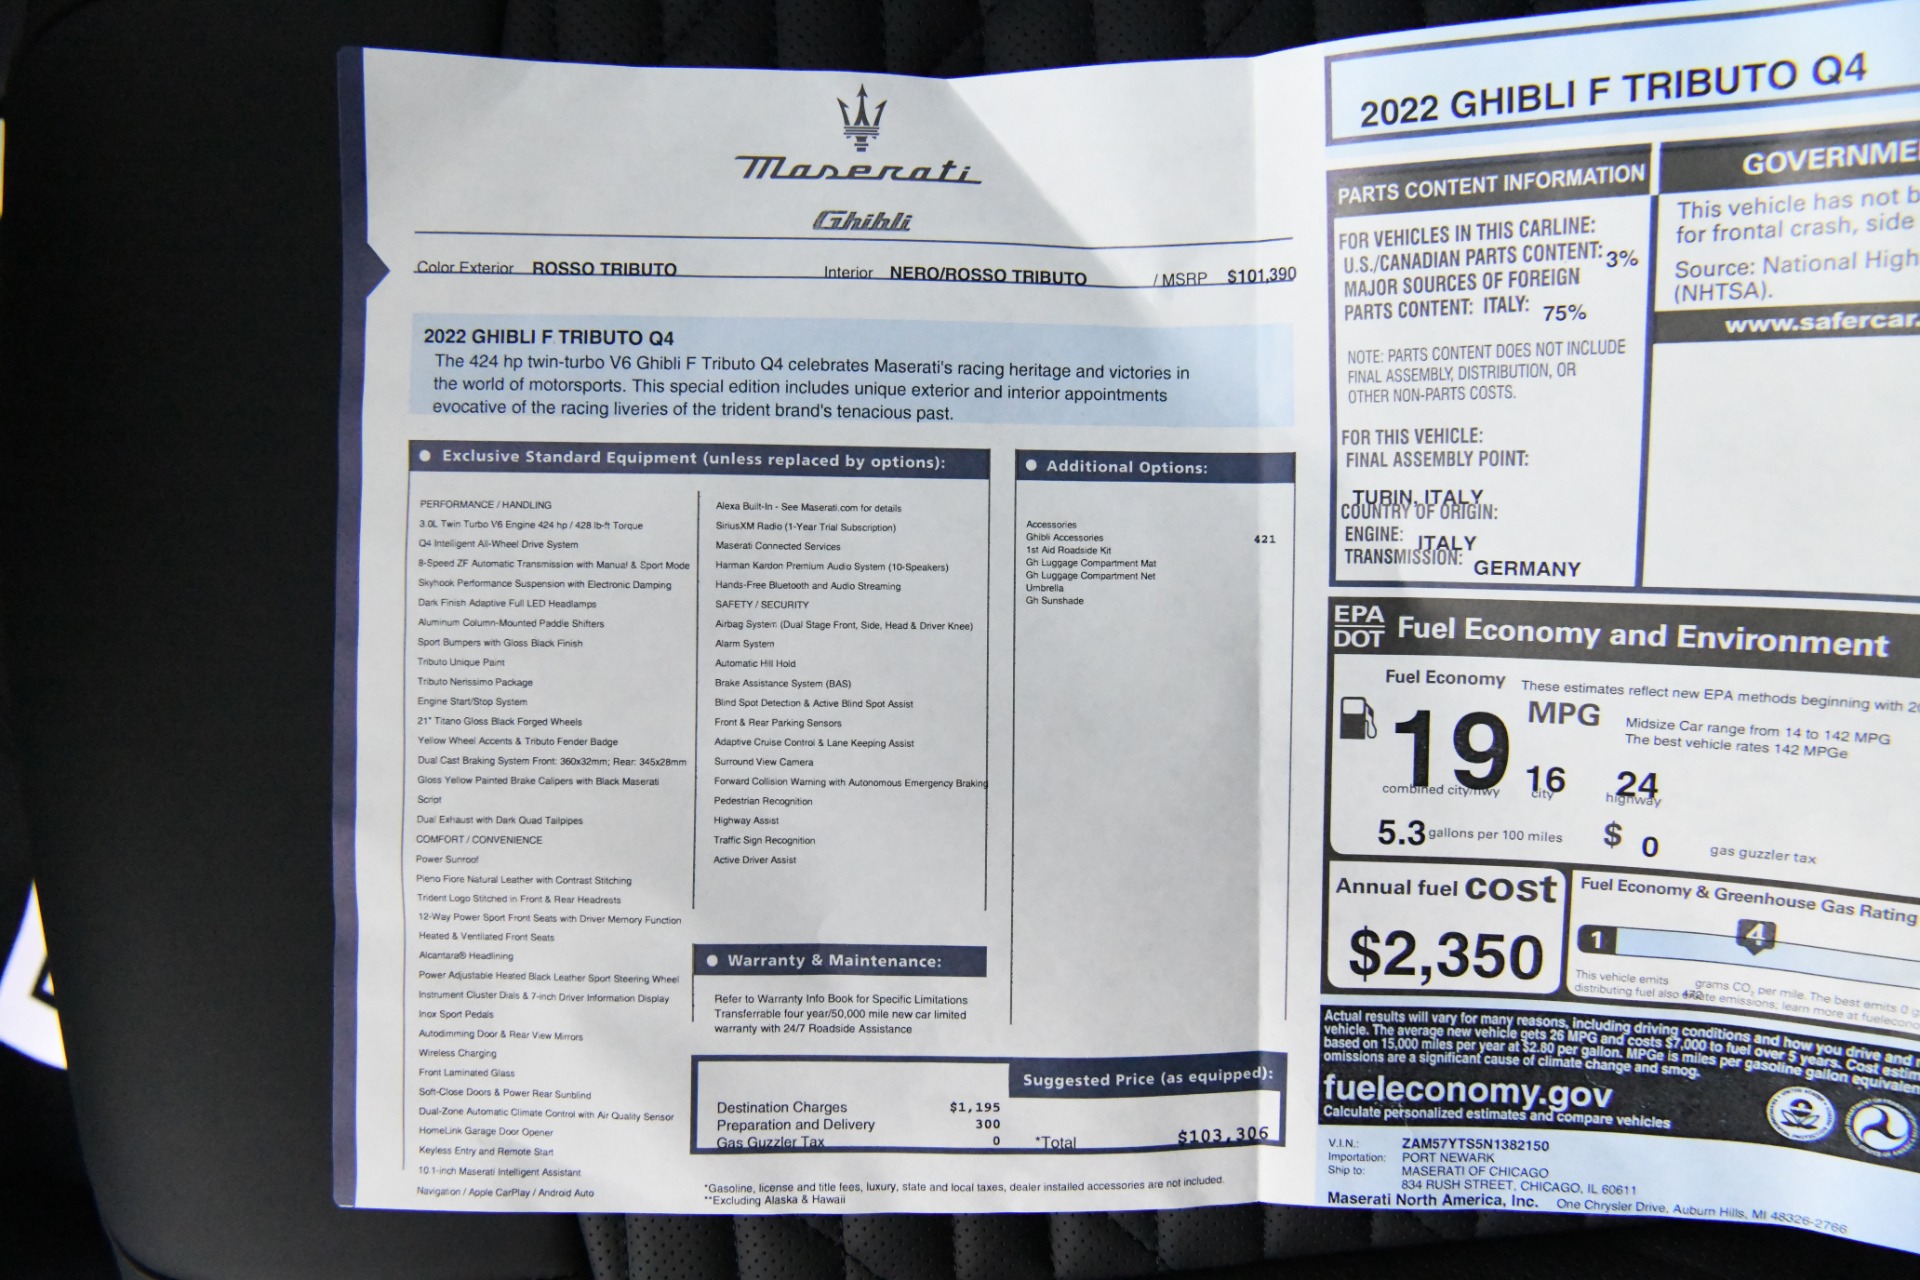 Maserati
Ghibli
Color Exterior ROSSO TRIBUTO Interior NERO/ROSSO TRIBUTO / MSRP $101,390
2022 GHIBLI F TRIBUTO Q4
The 424 hp twin-turbo V6 Ghibli F Tributo Q4 celebrates Maserati's racing heritage and victories in
the world of motorsports. This special edition includes unique exterior and interior appointments
evocative of the racing liveries of the trident brand's tenacious past.
Exclusive Standard Equipment (unless replaced by options):
PERFORMANCE / HANDLING
3.0L Twin Turbo V6 Engine 424 hp / 428 lb-ft Torque
Q4 Intelligent All-Wheel Drive System
8-Speed ZF Automatic Transmission with Manual & Sport Mode
Skyhook Performance Suspension with Electronic Damping
Dark Finish Adaptive Full LED Headlamps
Aluminum Column-Mounted Paddle Shifters
Sport Bumpers with Gloss Black Finish
Tributo Unique Paint
Tributo Nerissimo Package
Engine Start/Stop System
21" Titano Gloss Black Forged Wheels
Yellow Wheel Accents & Tributo Fender Badge
Dual Cast Braking System Front: 360x32mm; Rear: 345x28mm
Gloss Yellow Painted Brake Calipers with Black Maserati
Script
Dual Exhaust with Dark Quad Tailpipes
COMFORT / CONVENIENCE
Power Sunroof
Pieno Fiore Natural Leather with Contrast Stitching
Trident Logo Stitched in Front & Rear Headrests
12-Way Power Sport Front Seats with Driver Memory Function
Heated & Ventilated Front Seats
Alcantara® Headlining
Power Adjustable Heated Black Leather Sport Steering Wheel
Instrument Cluster Dials & 7-inch Driver Information Display
Inox Sport Pedals
Autodimming Door & Rear View Mirrors
Wireless Charging
Front Laminated Glass
Soft-Close Doors & Power Rear Sunblind
Dual-Zone Automatic Climate Control with Air Quality Sensor
HomeLink Garage Door Opener
Keyless Entry and Remote Start
10.1-inch Maserati Intelligent Assistant
Navigation / Apple CarPlay / Android Auto
Alexa Built-In - See Maserati.com for details
SiriusXM Radio (1-Year Trial Subscription)
Maserati Connected Services
Harman Kardon Premium Audio System (10-Speakers)
Hands-Free Bluetooth and Audio Streaming
SAFETY / SECURITY
Airbag System (Dual Stage Front, Side, Head & Driver Knee)
Alarm System
Automatic Hill Hold
Brake Assistance System (BAS)
Blind Spot Detection & Active Blind Spot Assist
Front & Rear Parking Sensors
Adaptive Cruise Control & Lane Keeping Assist
Surround View Camera
Forward Collision Warning with Autonomous Emergency Braking
Pedestrian Recognition
Highway Assist
Traffic Sign Recognition
Active Driver Assist
Warranty & Maintenance:
Refer to Warranty Info Book for Specific Limitations
Transferrable four year/50,000 mile new car limited
warranty with 24/7 Roadside Assistance
Additional Options:
Accessories
Ghibli Accessories 421
1st Aid Roadside Kit
Gh Luggage Compartment Mat
Gh Luggage Compartment Net
Umbrella
Gh Sunshade
Suggested Price (as equipped):
Destination Charges $1,195
Preparation and Delivery 300
Gas Guzzler Tax 0 *Total $103,306
*Gasoline, license and title fees, luxury, state and local taxes, dealer installed accessories are not included.
**Excluding Alaska & Hawaii
2022 GHIBLI F TRIBUTO Q4
PARTS CONTENT INFORMATION
FOR VEHICLES IN THIS CARLINE:
U.S./CANADIAN PARTS CONTENT: 3%
MAJOR SOURCES OF FOREIGN
PARTS CONTENT: ITALY: 75%
NOTE: PARTS CONTENT DOES NOT INCLUDE
FINAL ASSEMBLY, DISTRIBUTION, OR
OTHER NON-PARTS COSTS.
FOR THIS VEHICLE:
FINAL ASSEMBLY POINT:
TURIN, ITALY
COUNTRY OF ORIGIN:
ENGINE: ITALY
TRANSMISSION: GERMANY
GOVERNME
This vehicle has not b
for frontal crash, side
Source: National High
(NHTSA).
www.safercar.
EPA
DOT Fuel Economy and Environment
Fuel Economy
These estimates reflect new EPA methods beginning with 20
19 MPG
combined city/hwy
16 city
24 highway
Midsize Car range from 14 to 142 MPG
The best vehicle rates 142 MPGe
5.3 gallons per 100 miles
$ 0 gas guzzler tax
Annual fuel cost
$2,350
Fuel Economy & Greenhouse Gas Rating
1 4
This vehicle emits grams CO2 per mile. The best emits 0 g
distributing fuel also create emissions; learn more at fuelecono
Actual results will vary for many reasons, including driving conditions and how you drive and
vehicle. The average new vehicle gets 26 MPG and costs $7,000 to fuel over 5 years. Cost estim
based on 15,000 miles per year at $2.80 per gallon. MPGe is miles per gasoline gallon equivalen
omissions are a significant cause of climate change and smog.
fueleconomy.gov
Calculate personalized estimates and compare vehicles
V.I.N.: ZAM57YTS5N1382150
Importation: PORT NEWARK
Ship to: MASERATI OF CHICAGO
834 RUSH STREET, CHICAGO, IL 60611
Maserati North America, Inc. One Chrysler Drive, Auburn Hills, MI 48326-2766